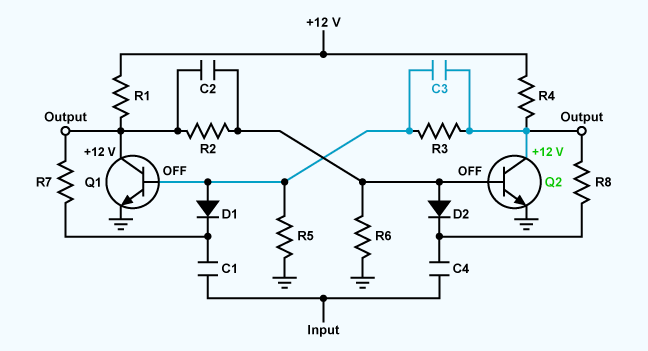 +12 V
R1
C2
C3
R4
Output
Output
R2
R3
+12 V
OFF
OFF
+12 V
R7
Q1
Q2
R8
D1
R5
R6
D2
C1
C4
Input